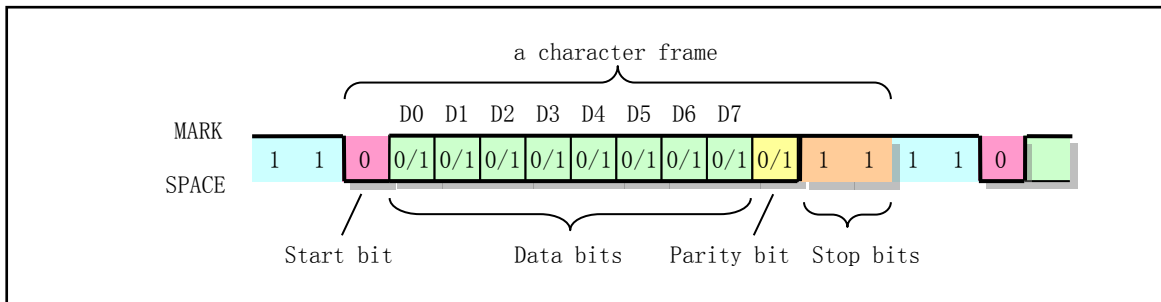 a character frame
D0 D1 D2 D3 D4 D5 D6 D7
MARK
1 1 0 0/1 0/1 0/1 0/1 0/1 0/1 0/1 0/1 0/1 1 1 1 1 0
SPACE
Start bit Data bits Parity bit Stop bits